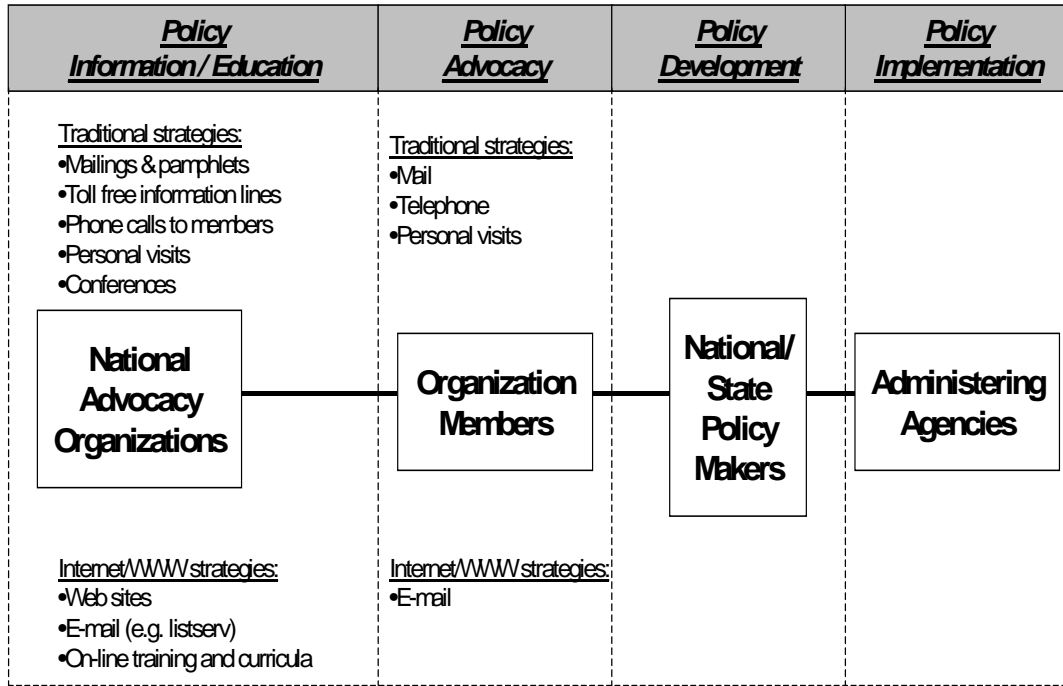 Policy
Information / Education
Policy
Advocacy
Policy
Development
Policy
Implementation
Traditional strategies:
•Mailings & pamphlets
•Toll free information lines
•Phone calls to members
•Personal visits
•Conferences
Traditional strategies:
•Mail
•Telephone
•Personal visits
National
Advocacy
Organizations
Organization
Members
National/
State
Policy
Makers
Administering
Agencies
Internet/WWW strategies:
•Web sites
•E-mail (e.g. listserv)
•On-line training and curricula
Internet/WWW strategies:
•E-mail